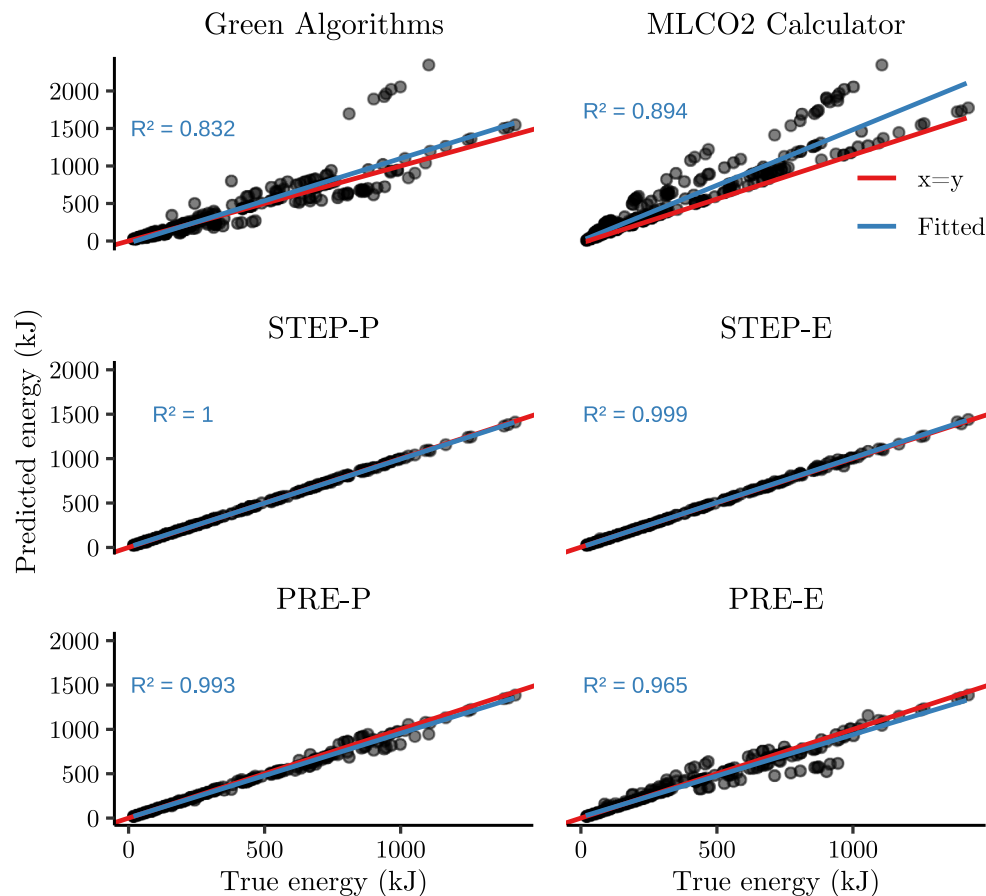 Green Algorithms
MLCO2 Calculator
2000
1500
1000
500
0
R² = 0.832
R² = 0.894
x=y
Fitted
Predicted energy (kJ)
STEP-P
STEP-E
2000
1500
1000
500
0
R² = 1
R² = 0.999
PRE-P
PRE-E
2000
1500
1000
500
0
R² = 0.993
R² = 0.965
0 500 1000
0 500 1000
True energy (kJ)
True energy (kJ)